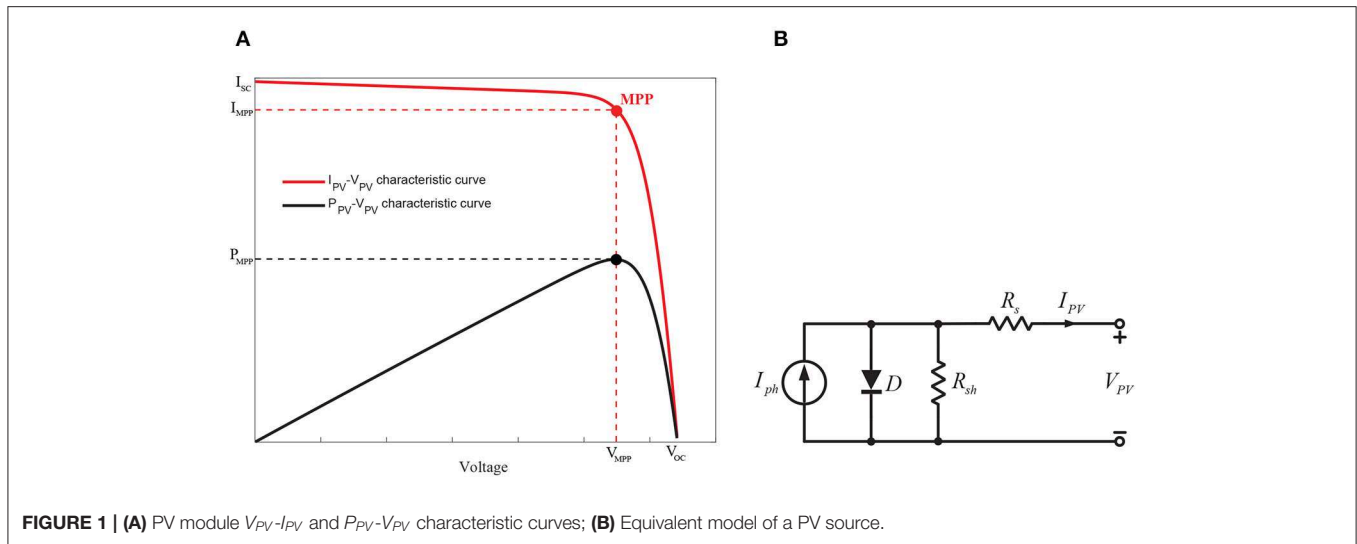 A
B
I_SC
I_MPP
MPP
I_PV-V_PV characteristic curve
P_PV-V_PV characteristic curve
P_MPP
V_MPP
V_OC
Voltage
R_s
I_PV
+
I_ph
D
R_sh
V_PV
−
FIGURE 1 | (A) PV module V_PV-I_PV and P_PV-V_PV characteristic curves; (B) Equivalent model of a PV source.